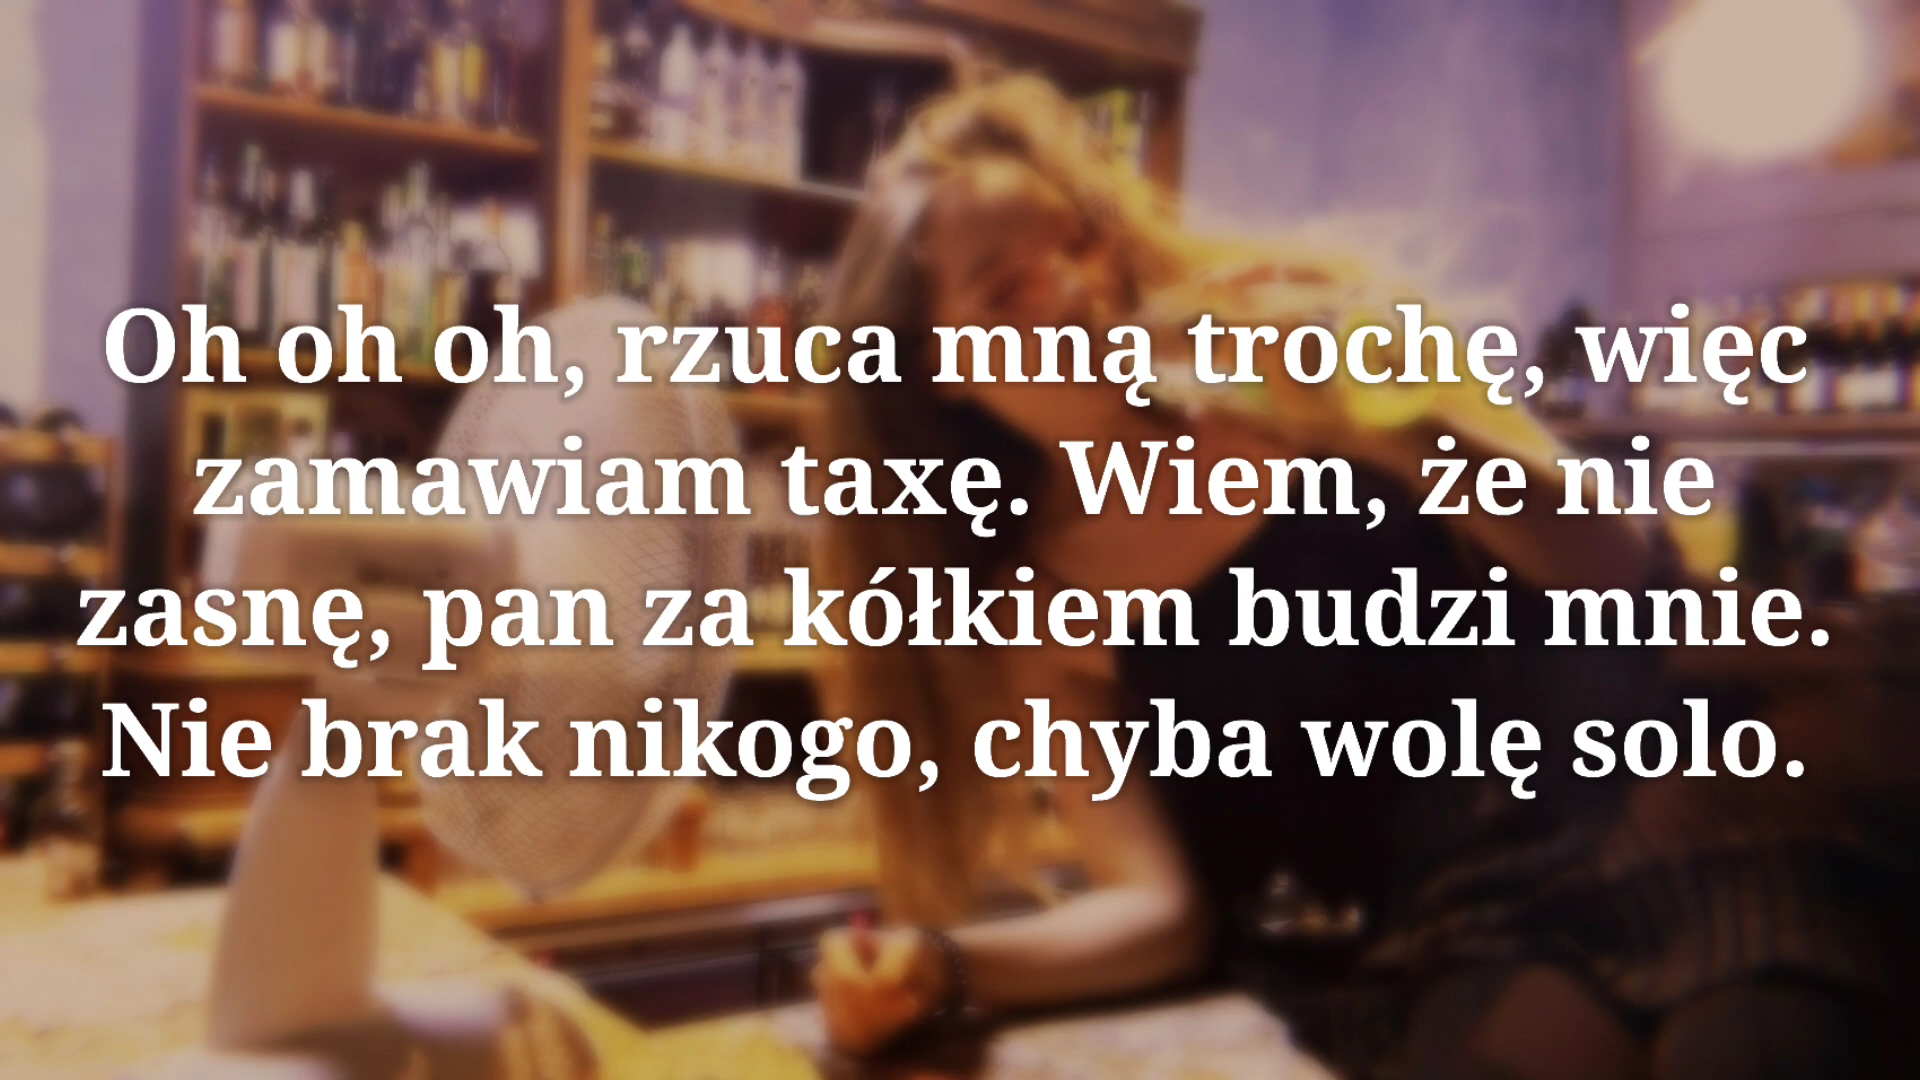 Oh oh oh, rzuca mną trochę, więc
zamawiam taxę. Wiem, że nie
zasnę, pan za kółkiem budzi mnie.
Nie brak nikogo, chyba wolę solo.